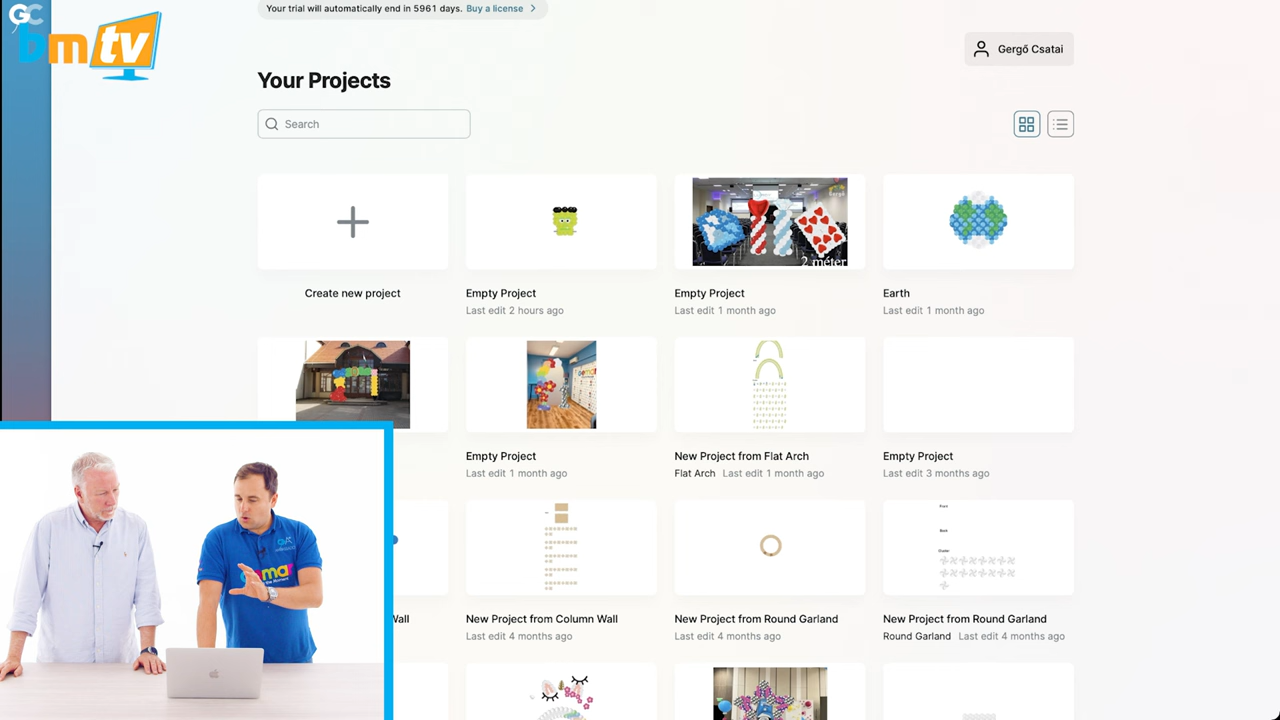 GC
bmtv
Your trial will automatically end in 5961 days. Buy a license
Gergő Csatai
Your Projects
Search
Create new project
Empty Project
Last edit 2 hours ago
2 méter
Empty Project
Last edit 1 month ago
Earth
Last edit 1 month ago
Empty Project
Last edit 1 month ago
New Project from Flat Arch
Flat Arch Last edit 1 month ago
Empty Project
Last edit 3 months ago
Wall
New Project from Column Wall
Last edit 4 months ago
New Project from Round Garland
Last edit 4 months ago
Front
Back
Cluster
New Project from Round Garland
Round Garland Last edit 4 months ago